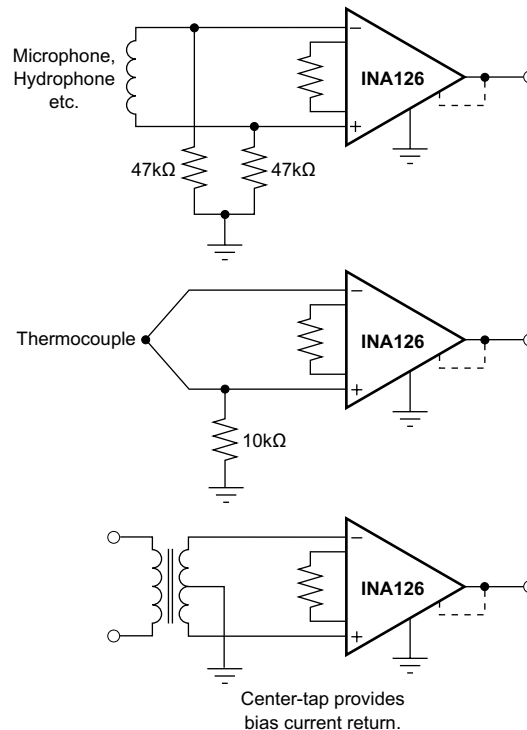 Microphone,
Hydrophone
etc.
−
INA126
+
47kΩ
47kΩ
−
Thermocouple
INA126
+
10kΩ
−
INA126
+
Center-tap provides
bias current return.